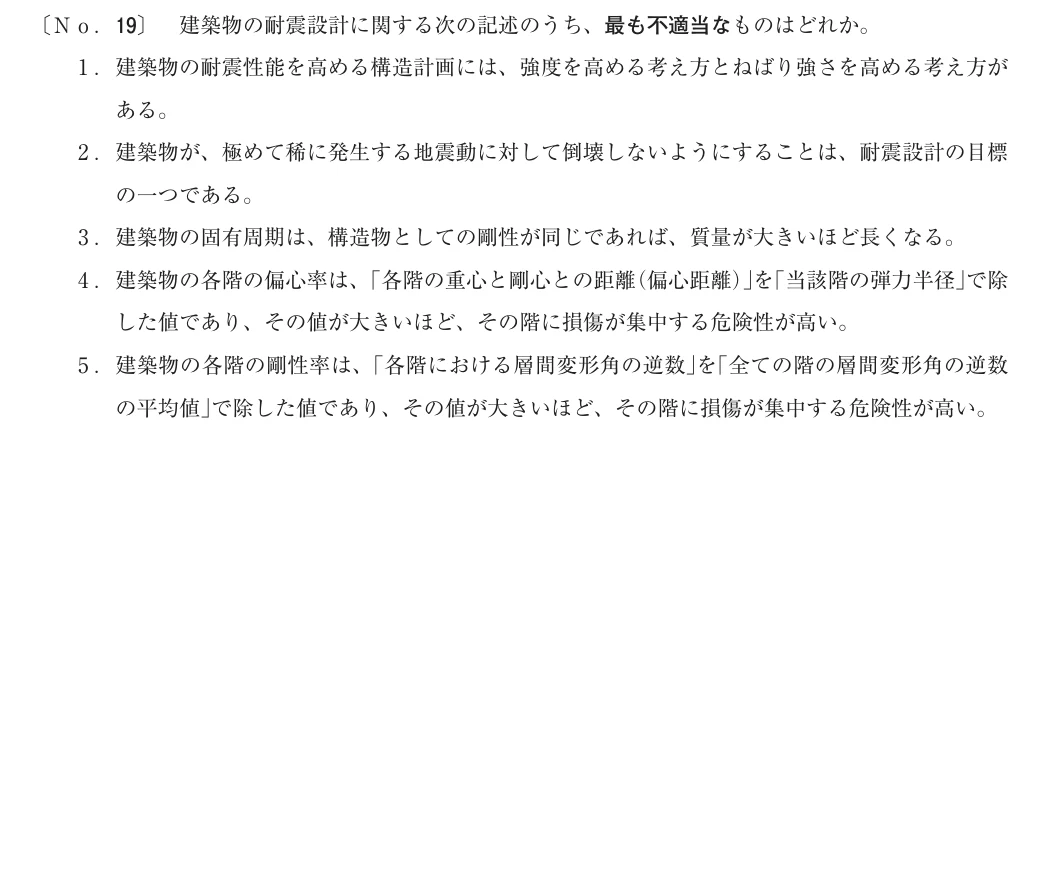 〔Ｎｏ．19〕　建築物の耐震設計に関する次の記述のうち、最も不適当なものはどれか。
１．建築物の耐震性能を高める構造計画には、強度を高める考え方とねばり強さを高める考え方が
ある。
２．建築物が、極めて稀に発生する地震動に対して倒壊しないようにすることは、耐震設計の目標
の一つである。
３．建築物の固有周期は、構造物としての剛性が同じであれば、質量が大きいほど長くなる。
４．建築物の各階の偏心率は、「各階の重心と剛心との距離(偏心距離)」を「当該階の弾力半径」で除
した値であり、その値が大きいほど、その階に損傷が集中する危険性が高い。
５．建築物の各階の剛性率は、「各階における層間変形角の逆数」を「全ての階の層間変形角の逆数
の平均値」で除した値であり、その値が大きいほど、その階に損傷が集中する危険性が高い。